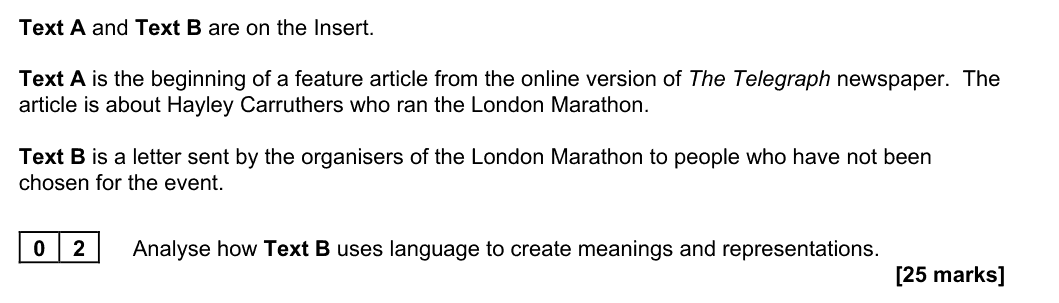 Text A and Text B are on the Insert.
Text A is the beginning of a feature article from the online version of The Telegraph newspaper. The
article is about Hayley Carruthers who ran the London Marathon.
Text B is a letter sent by the organisers of the London Marathon to people who have not been
chosen for the event.
0 2 Analyse how Text B uses language to create meanings and representations.
[25 marks]